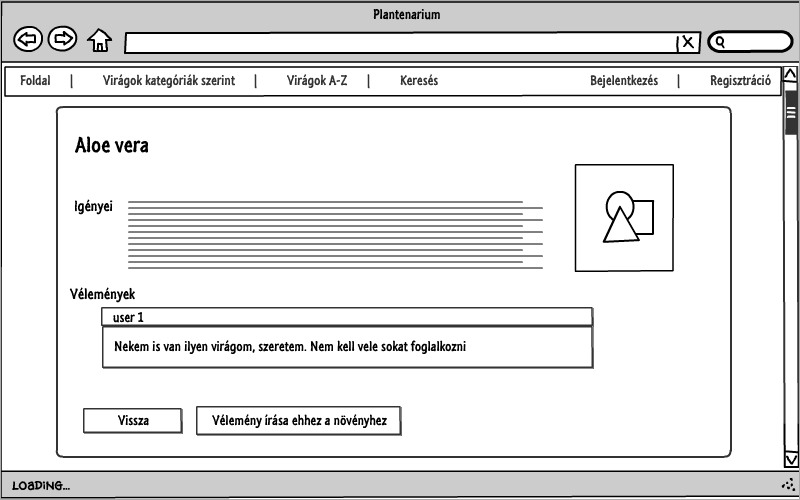 Plantenarium
X
Foldal | Virágok kategóriák szerint | Virágok A-Z | Keresés Bejelentkezés | Regisztráció
Aloe vera
Igényei
Vélemények
user 1
Nekem is van ilyen virágom, szeretem. Nem kell vele sokat foglalkozni
Vissza Vélemény írása ehhez a növényhez
LOADING...